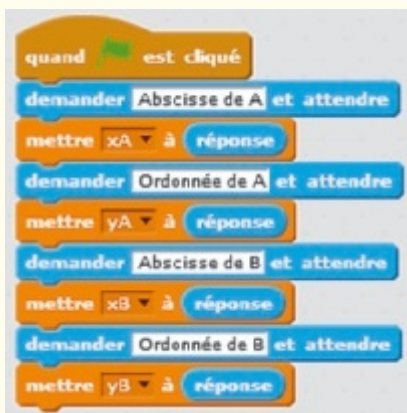 quand est cliqué
demander Abscisse de A et attendre
mettre xA à réponse
demander Ordonnée de A et attendre
mettre yA à réponse
demander Abscisse de B et attendre
mettre xB à réponse
demander Ordonnée de B et attendre
mettre yB à réponse